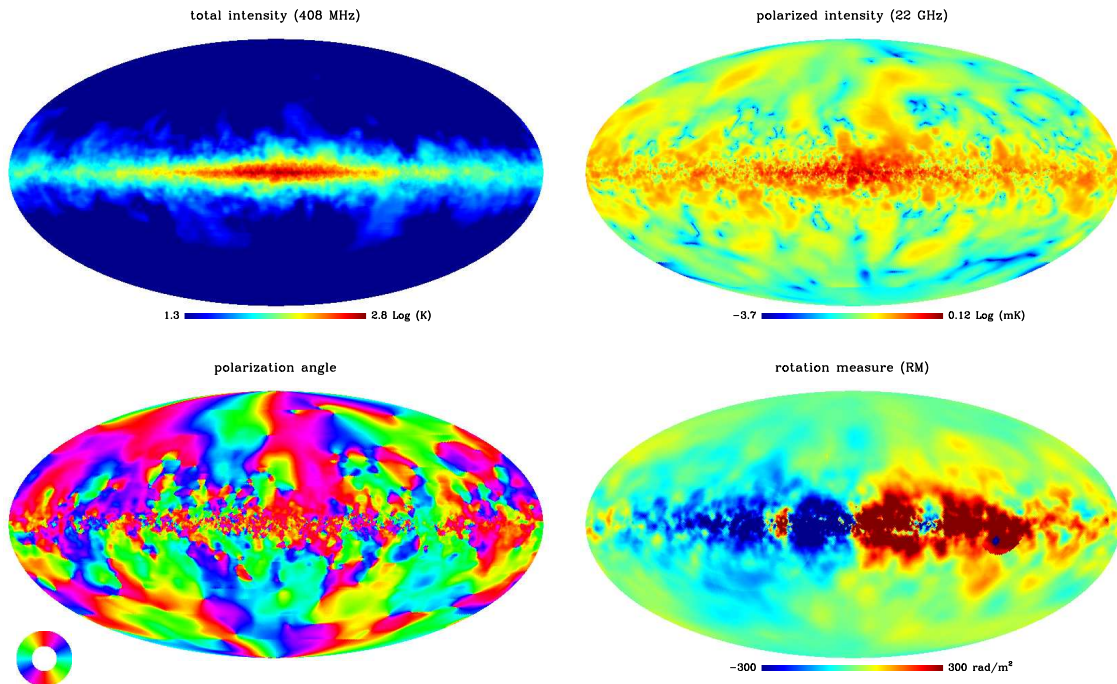 total intensity (408 MHz)
polarized intensity (22 GHz)
1.3 2.8 Log (K)
−3.7 0.12 Log (mK)
polarization angle
rotation measure (RM)
−300 300 rad/m²